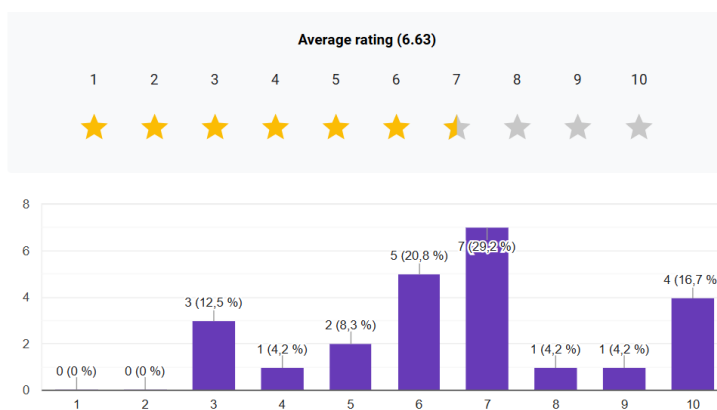 Average rating (6.63)
1 2 3 4 5 6 7 8 9 10
8
7 (29,2 %)
6
5 (20,8 %)
4
4 (16,7 %
3 (12,5 %)
2 (8,3 %)
2
1 (4,2 %)
1 (4,2 %)
1 (4,2 %)
0 (0 %)
0 (0 %)
0
1 2 3 4 5 6 7 8 9 10